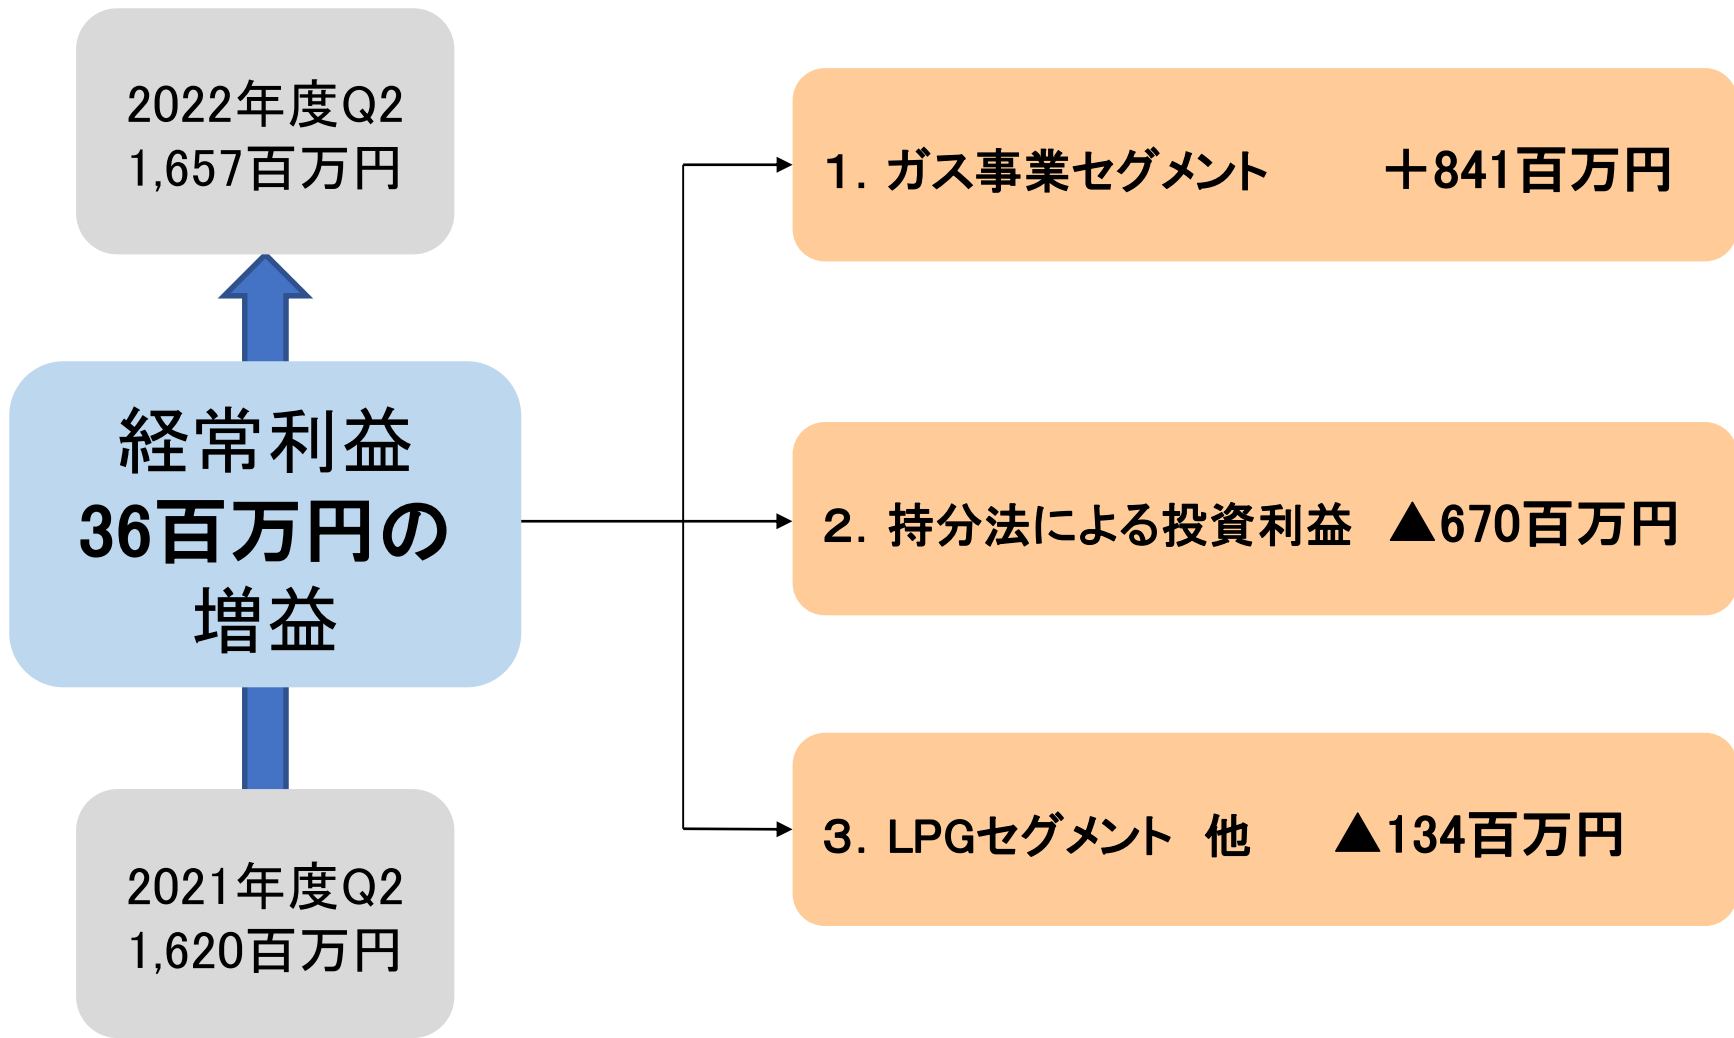 2022年度Q2
1,657百万円
経常利益
36百万円の
増益
2021年度Q2
1,620百万円
１．ガス事業セグメント　　＋841百万円
２．持分法による投資利益　▲670百万円
３．LPGセグメント　他　　▲134百万円